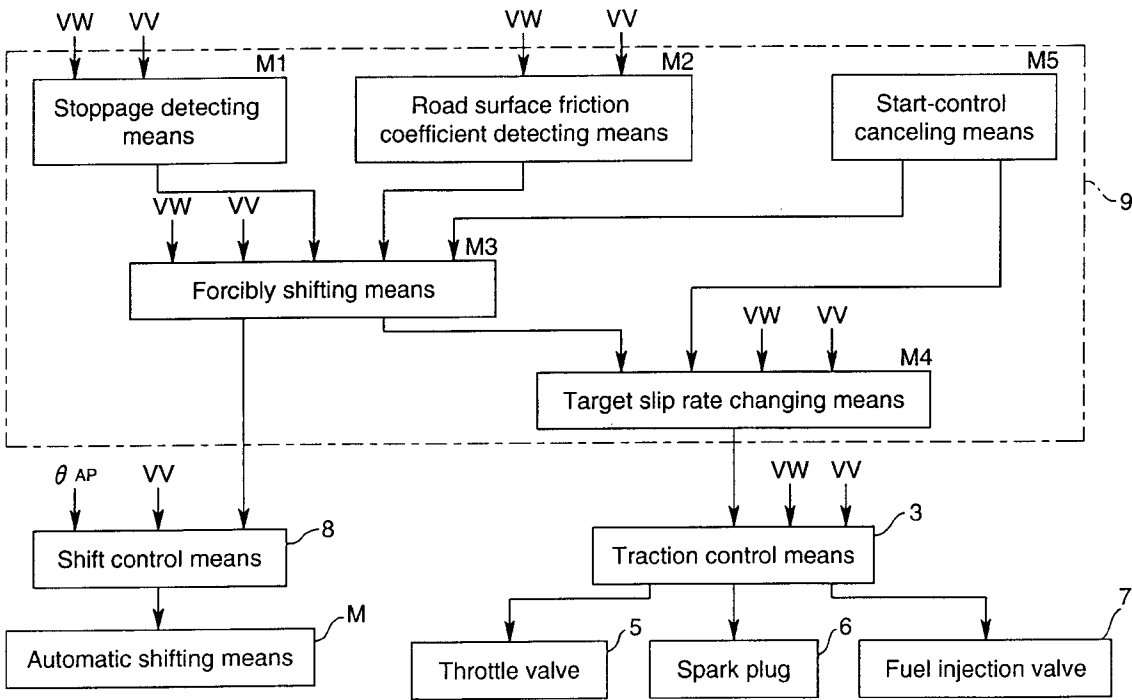 VW VV VW VV
M1 M2 M5
Stoppage detecting
means
Road surface friction
coefficient detecting means
Start-control
canceling means
9
VW VV
M3
Forcibly shifting means
VW VV
M4
Target slip rate changing means
θAP VV
8
Shift control means
VW VV
3
Traction control means
M
Automatic shifting means
5
Throttle valve
6
Spark plug
7
Fuel injection valve